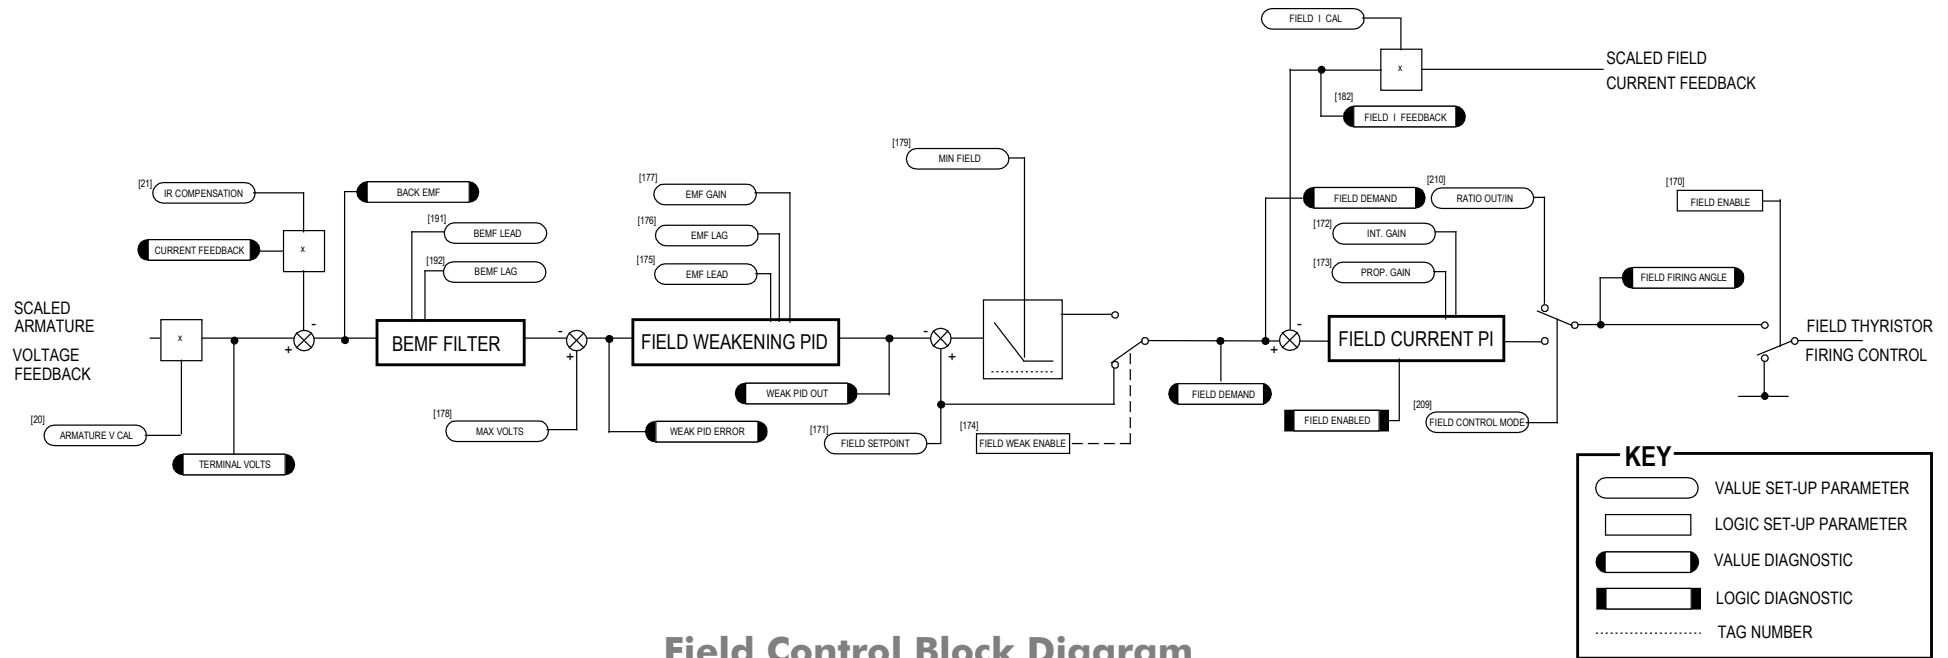 FIELD I CAL
x
SCALED FIELD
CURRENT FEEDBACK
[182]
FIELD I FEEDBACK
[179]
MIN FIELD
[21]
IR COMPENSATION
BACK EMF
[177]
EMF GAIN
FIELD DEMAND
[210]
RATIO OUT/IN
[170]
FIELD ENABLE
[191]
BEMF LEAD
[176]
EMF LAG
[172]
INT. GAIN
CURRENT FEEDBACK
x
[192]
BEMF LAG
[175]
EMF LEAD
[173]
PROP. GAIN
FIELD FIRING ANGLE
SCALED
ARMATURE
VOLTAGE
FEEDBACK
x
-
+
BEMF FILTER
-
+
FIELD WEAKENING PID
-
+
-
+
FIELD CURRENT PI
FIELD THYRISTOR
FIRING CONTROL
WEAK PID OUT
FIELD DEMAND
[20]
ARMATURE V CAL
[178]
MAX VOLTS
WEAK PID ERROR
[171]
FIELD SETPOINT
[174]
FIELD WEAK ENABLE
FIELD ENABLED
[209]
FIELD CONTROL MODE
TERMINAL VOLTS
KEY
VALUE SET-UP PARAMETER
LOGIC SET-UP PARAMETER
VALUE DIAGNOSTIC
LOGIC DIAGNOSTIC
TAG NUMBER
Field Control Block Diagram